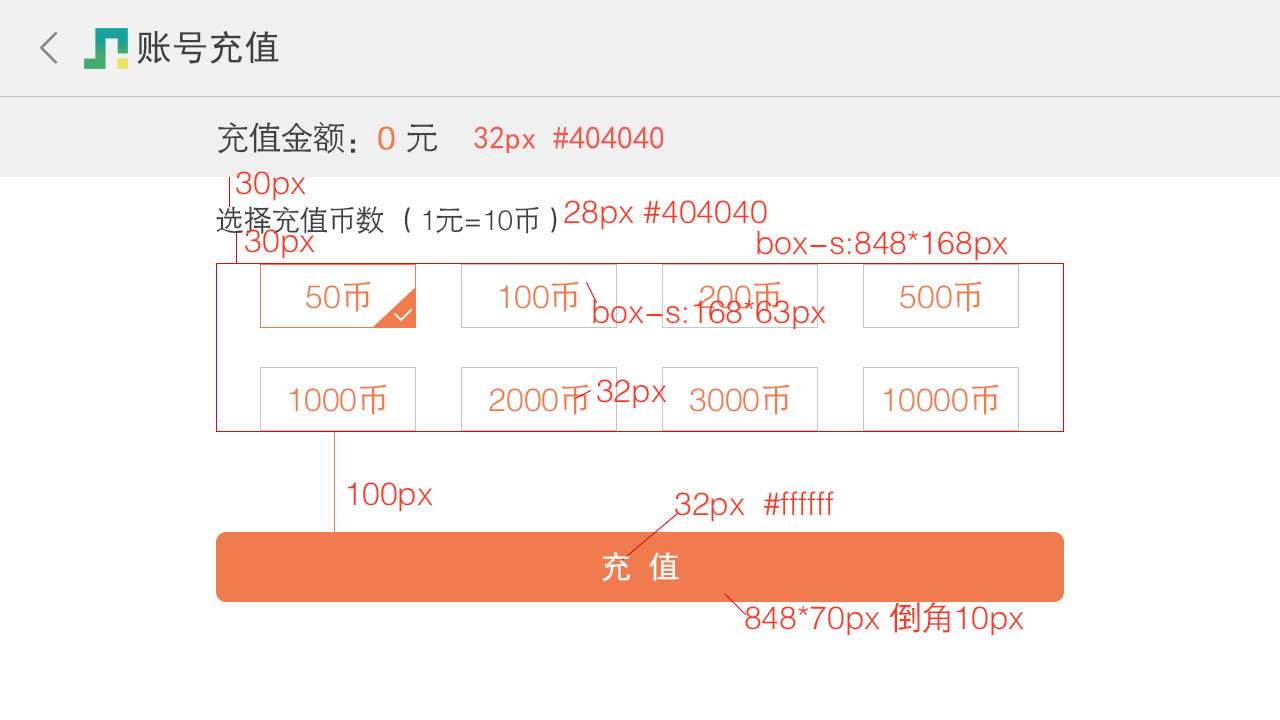 账号充值
充值金额：0 元 32px #404040
30px
选择充值币数 （1元=10币） 28px #404040
30px
box-s:848*168px
50币 100币 200币 500币
box-s:168*63px
1000币 2000币 32px 3000币 10000币
100px
32px #ffffff
充 值
848*70px 倒角10px